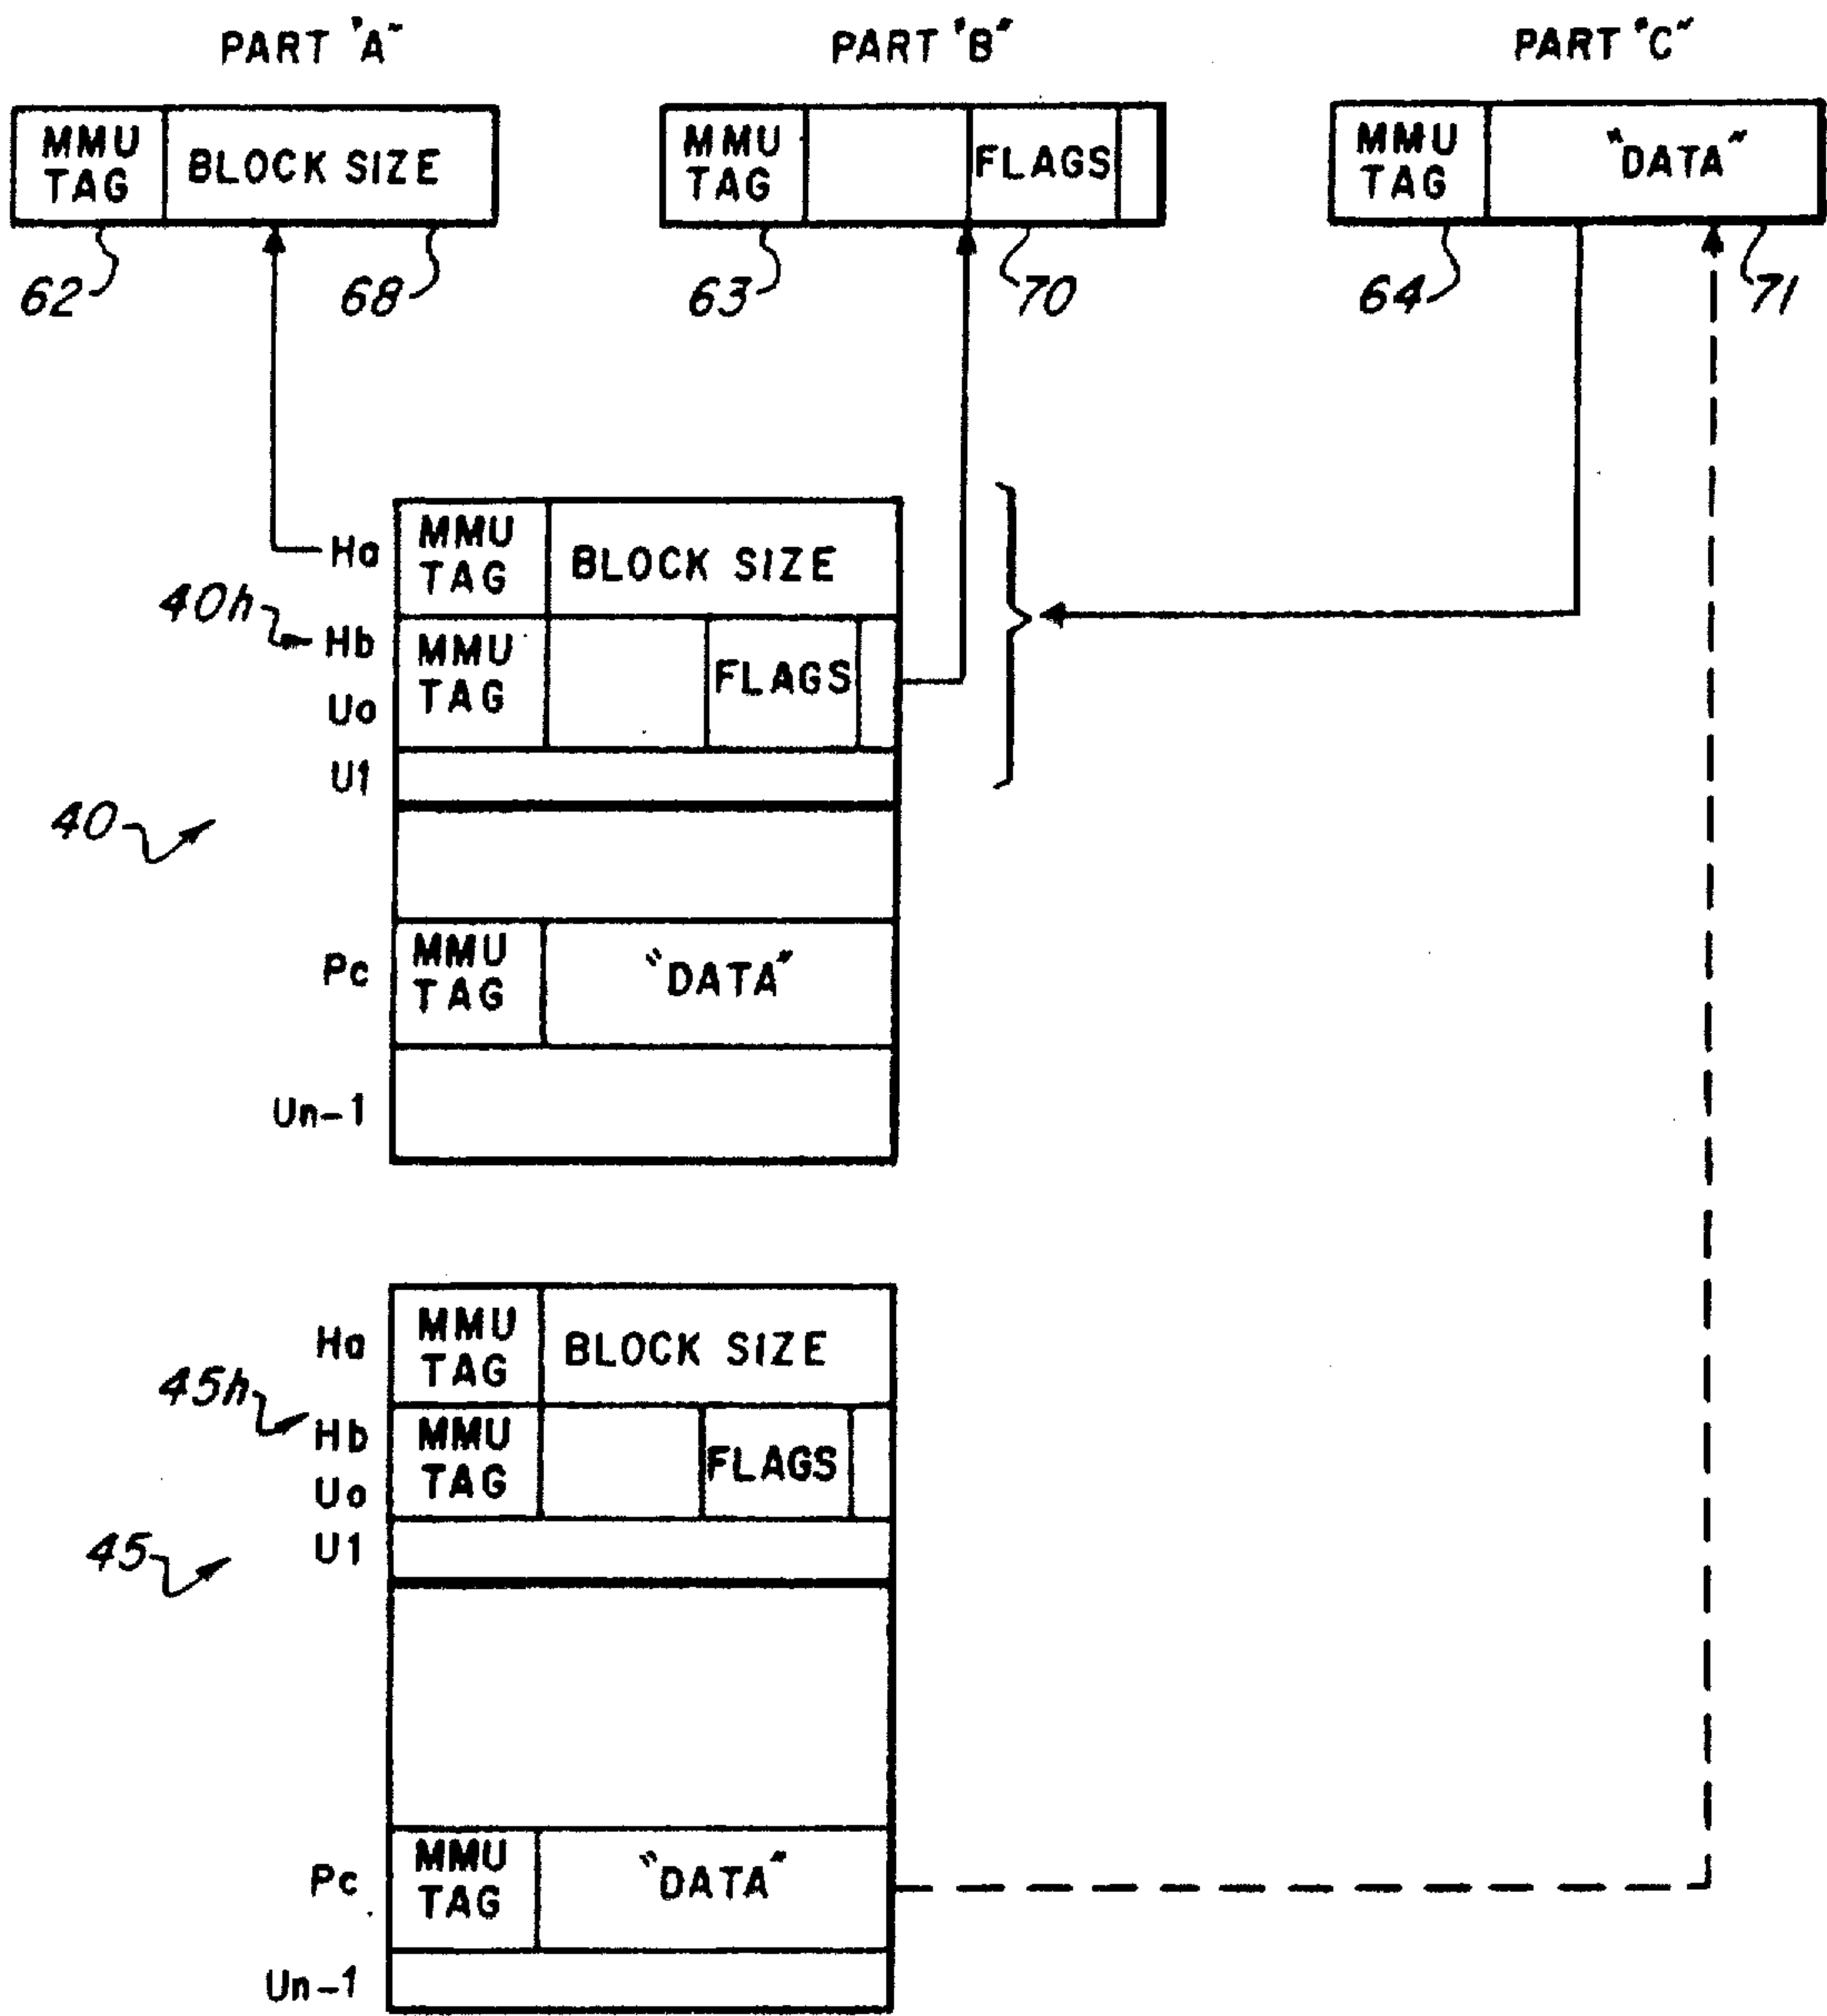 PART "A"
PART "B"
PART "C"
MMU
TAG
BLOCK SIZE
MMU
TAG
FLAGS
MMU
TAG
"DATA"
62
68
63
70
64
71
Ha
MMU
TAG
BLOCK SIZE
40h
Hb
Uo
MMU
TAG
FLAGS
U1
40
Pc
MMU
TAG
"DATA"
Un-1
Ha
MMU
TAG
BLOCK SIZE
45h
Hb
Uo
MMU
TAG
FLAGS
U1
45
Pc
MMU
TAG
"DATA"
Un-1